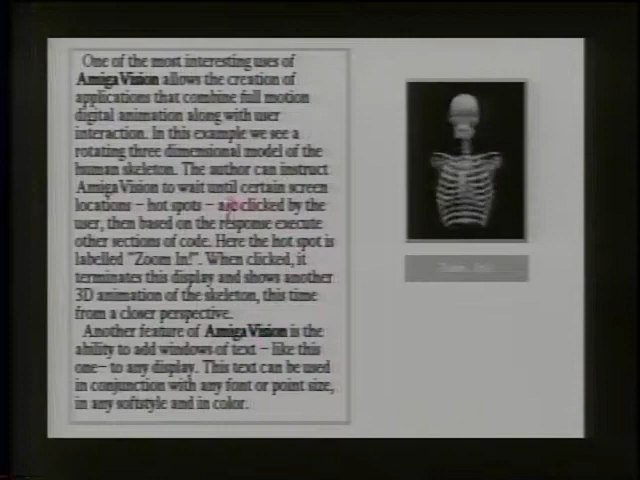 One of the most interesting uses of
AmigaVision allows the creation of
applications that combine full motion
digital animation along with user
interaction. In this example we see a
rotating three dimensional model of the
human skeleton. The author can instruct
AmigaVision to wait until certain screen
locations - hot spots - are clicked by the
user, then based on the response execute
other sections of code. Here the hot spot is
labelled "Zoom In!". When clicked, it
terminates this display and shows another
3D animation of the skeleton, this time
from a closer perspective.
Another feature of AmigaVision is the
ability to add windows of text - like this
one- to any display. This text can be used
in conjunction with any font or point size,
in any softstyle and in color.
Zoom In!